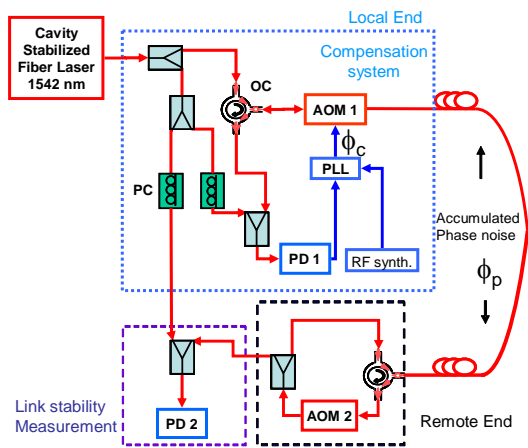 Local End
Cavity
Stabilized
Fiber Laser
1542 nm
Compensation
system
OC
AOM 1
ϕc
PLL
PC
PD 1
RF synth.
Accumulated
Phase noise
ϕp
Link stability
Measurement
PD 2
AOM 2
Remote End